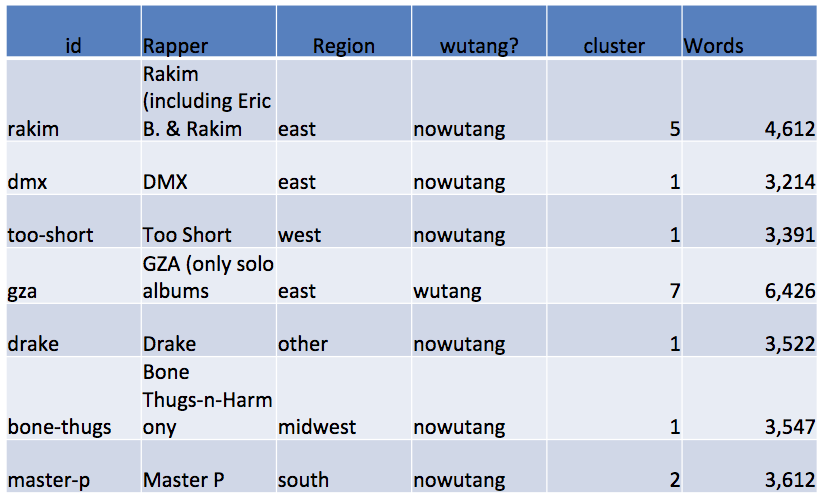 id Rapper Region wutang? cluster Words
Rakim
(including Eric
rakim B. & Rakim east nowutang 5 4,612
dmx DMX east nowutang 1 3,214
too-short Too Short west nowutang 1 3,391
GZA (only solo
gza albums east wutang 7 6,426
drake Drake other nowutang 1 3,522
Bone
Thugs-n-Harm
bone-thugs ony midwest nowutang 1 3,547
master-p Master P south nowutang 2 3,612